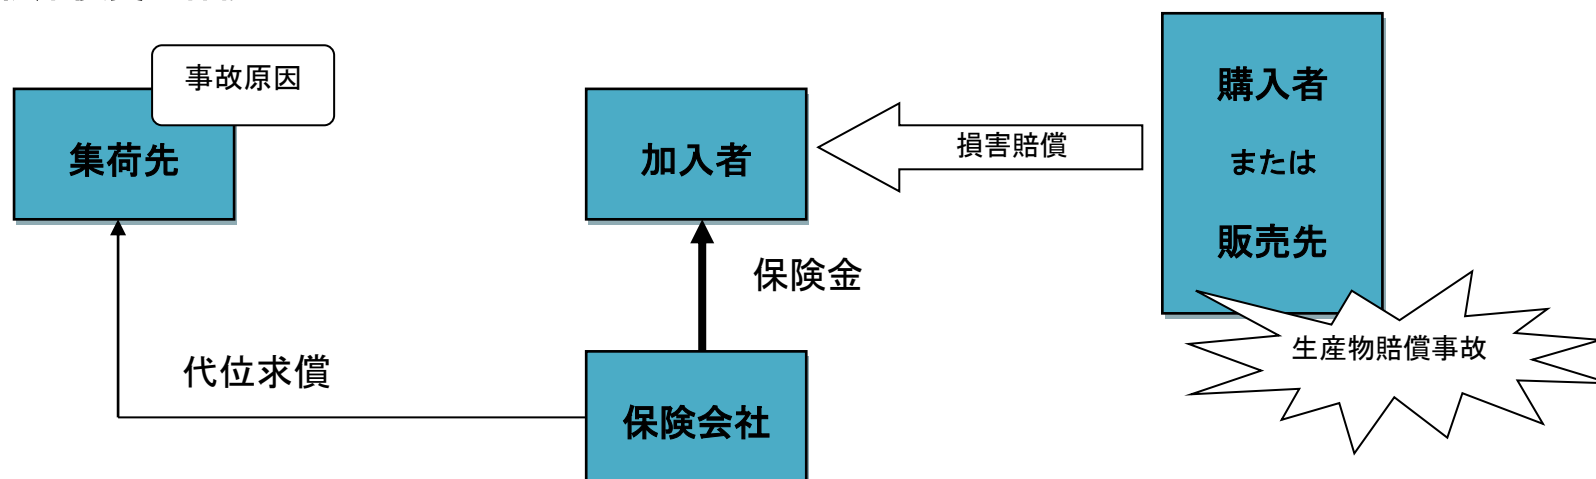 事故原因
集荷先
加入者
損害賠償
購入者
または
販売先
保険金
生産物賠償事故
代位求償
保険会社